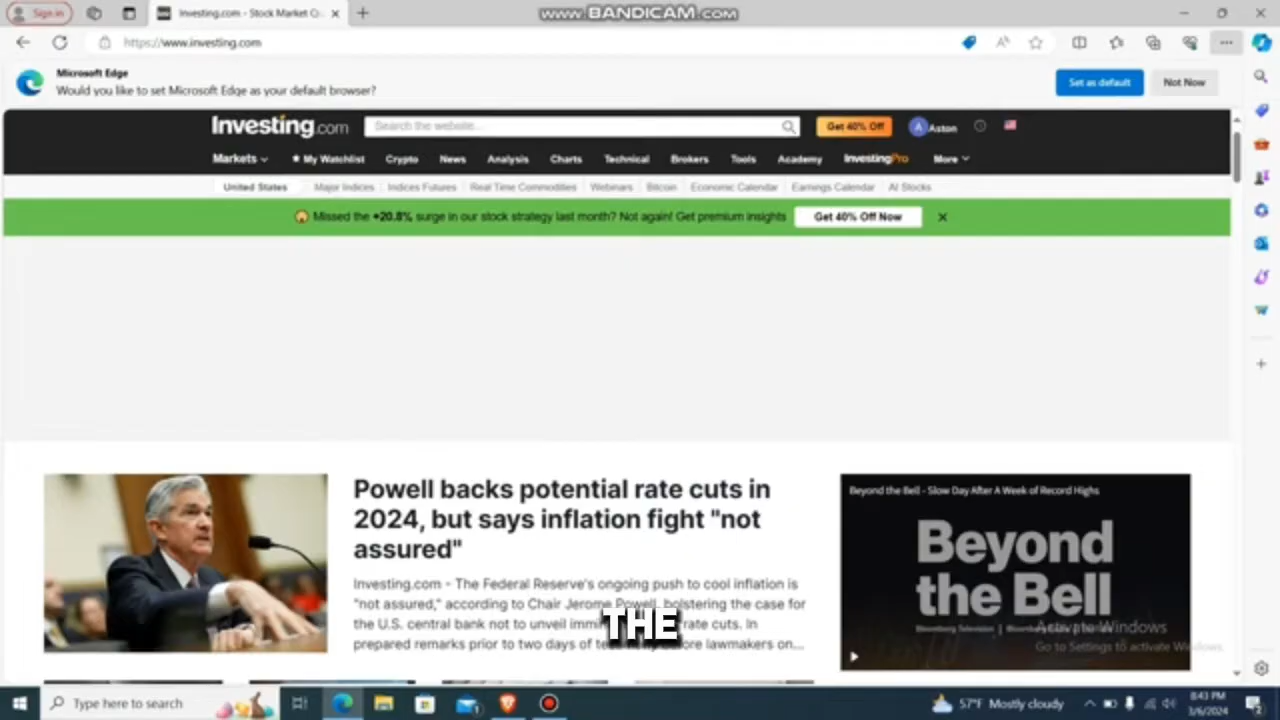 Sign in
Investing.com - Stock Market Q
www.BANDICAM.com
https://www.investing.com
Microsoft Edge
Would you like to set Microsoft Edge as your default browser?
Set as default
Not Now
Investing.com
Search the website...
Get 40% Off
A
Aston
Markets
My Watchlist
Crypto
News
Analysis
Charts
Technical
Brokers
Tools
Academy
InvestingPro
More
United States
Major Indices
Indices Futures
Real Time Commodities
Webinars
Bitcoin
Economic Calendar
Earnings Calendar
AI Stocks
Missed the +20.8% surge in our stock strategy last month? Not again! Get premium insights
Get 40% Off Now
Powell backs potential rate cuts in
2024, but says inflation fight "not
assured"
Investing.com - The Federal Reserve's ongoing push to cool inflation is
"not assured," according to Chair Jerome Powell, bolstering the case for
the U.S. central bank not to unveil rate cuts. In
prepared remarks prior to two days of lawmakers on...
THE
Beyond the Bell - Slow Day After A Week of Record Highs
Beyond
the Bell
Bloomberg Television
Activate Windows
Go to Settings to activate Windows.
Type here to search
57°F Mostly cloudy
8:43 PM
3/6/2024